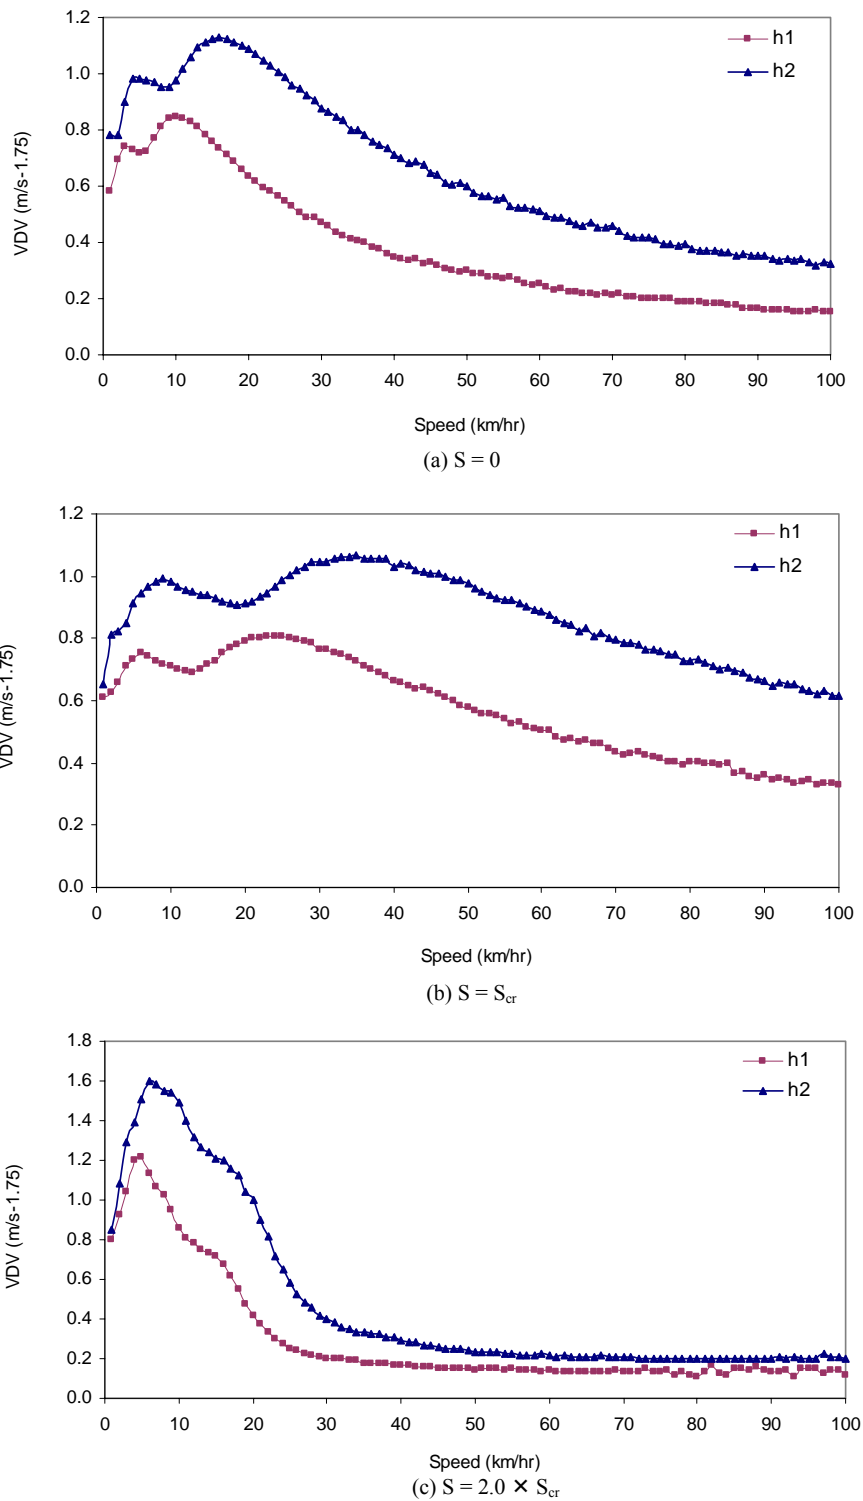 1.2
1.0
0.8
0.6
0.4
0.2
0.0
VDV (m/s-1.75)
h1
h2
0 10 20 30 40 50 60 70 80 90 100
Speed (km/hr)
(a) S = 0
1.2
1.0
0.8
0.6
0.4
0.2
0.0
VDV (m/s-1.75)
h1
h2
0 10 20 30 40 50 60 70 80 90 100
Speed (km/hr)
(b) S = Scr
1.8
1.6
1.4
1.2
1.0
0.8
0.6
0.4
0.2
0.0
VDV (m/s-1.75)
h1
h2
0 10 20 30 40 50 60 70 80 90 100
Speed (km/hr)
(c) S = 2.0 × Scr